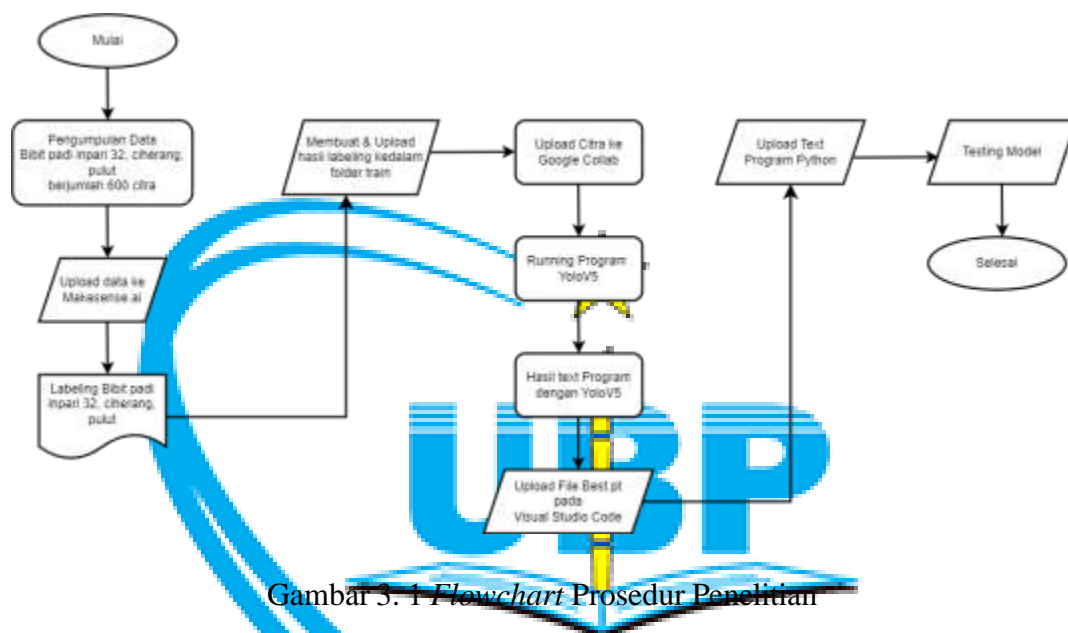 Mulai
Pengumpulan Data
Bibit padi inpari 32, ciherang,
pulut
berjumlah 600 citra
Upload data ke
Makasense.ai
Labeling Bibit padi
inpari 32, ciherang,
pulut
Membuat & Upload
hasil labeling kedalam
folder train
Upload Citra ke
Google Collab
Running Program
YoloV5
Hasil text Program
dengan YoloV5
Upload File Best.pt
pada
Visual Studio Code
Upload Text
Program Python
Testing Model
Selesai
UBP
Gambar 3. 1 Flowchart Prosedur Penelitian